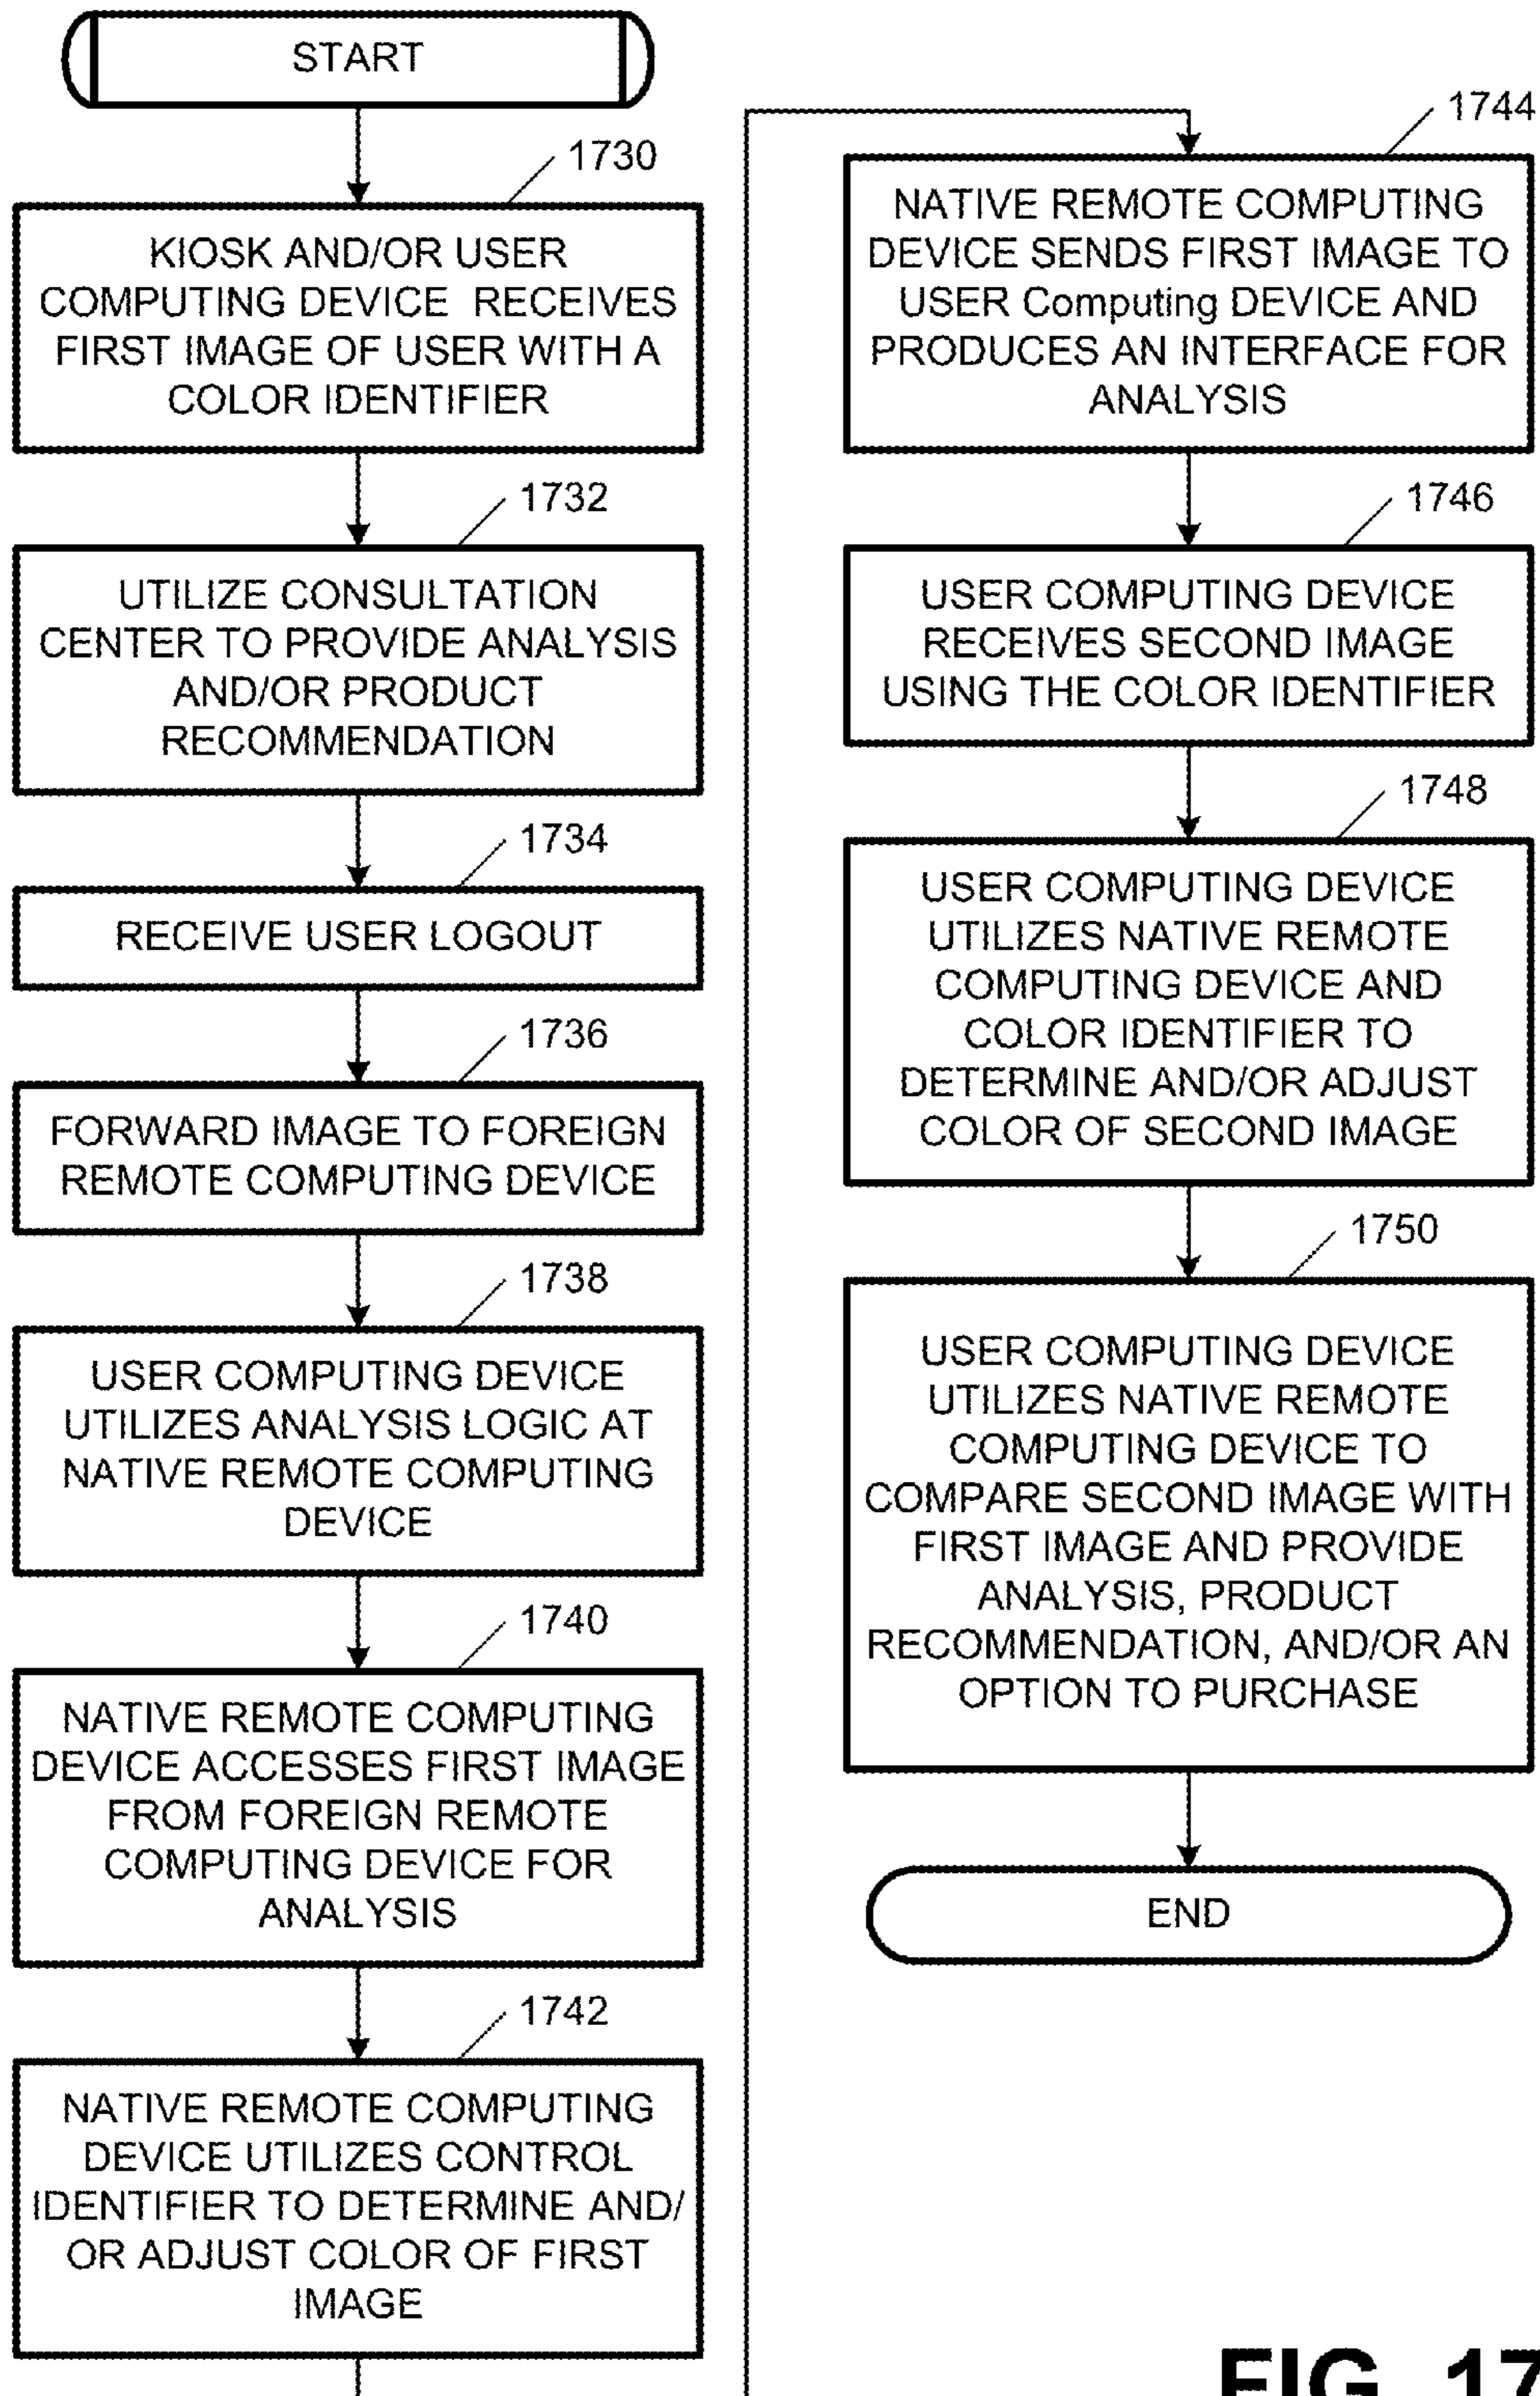 START
1730
KIOSK AND/OR USER
COMPUTING DEVICE RECEIVES
FIRST IMAGE OF USER WITH A
COLOR IDENTIFIER
1732
UTILIZE CONSULTATION
CENTER TO PROVIDE ANALYSIS
AND/OR PRODUCT
RECOMMENDATION
1734
RECEIVE USER LOGOUT
1736
FORWARD IMAGE TO FOREIGN
REMOTE COMPUTING DEVICE
1738
USER COMPUTING DEVICE
UTILIZES ANALYSIS LOGIC AT
NATIVE REMOTE COMPUTING
DEVICE
1740
NATIVE REMOTE COMPUTING
DEVICE ACCESSES FIRST IMAGE
FROM FOREIGN REMOTE
COMPUTING DEVICE FOR
ANALYSIS
1742
NATIVE REMOTE COMPUTING
DEVICE UTILIZES CONTROL
IDENTIFIER TO DETERMINE AND/
OR ADJUST COLOR OF FIRST
IMAGE
1744
NATIVE REMOTE COMPUTING
DEVICE SENDS FIRST IMAGE TO
USER Computing DEVICE AND
PRODUCES AN INTERFACE FOR
ANALYSIS
1746
USER COMPUTING DEVICE
RECEIVES SECOND IMAGE
USING THE COLOR IDENTIFIER
1748
USER COMPUTING DEVICE
UTILIZES NATIVE REMOTE
COMPUTING DEVICE AND
COLOR IDENTIFIER TO
DETERMINE AND/OR ADJUST
COLOR OF SECOND IMAGE
1750
USER COMPUTING DEVICE
UTILIZES NATIVE REMOTE
COMPUTING DEVICE TO
COMPARE SECOND IMAGE WITH
FIRST IMAGE AND PROVIDE
ANALYSIS, PRODUCT
RECOMMENDATION, AND/OR AN
OPTION TO PURCHASE
END
FIG. 17